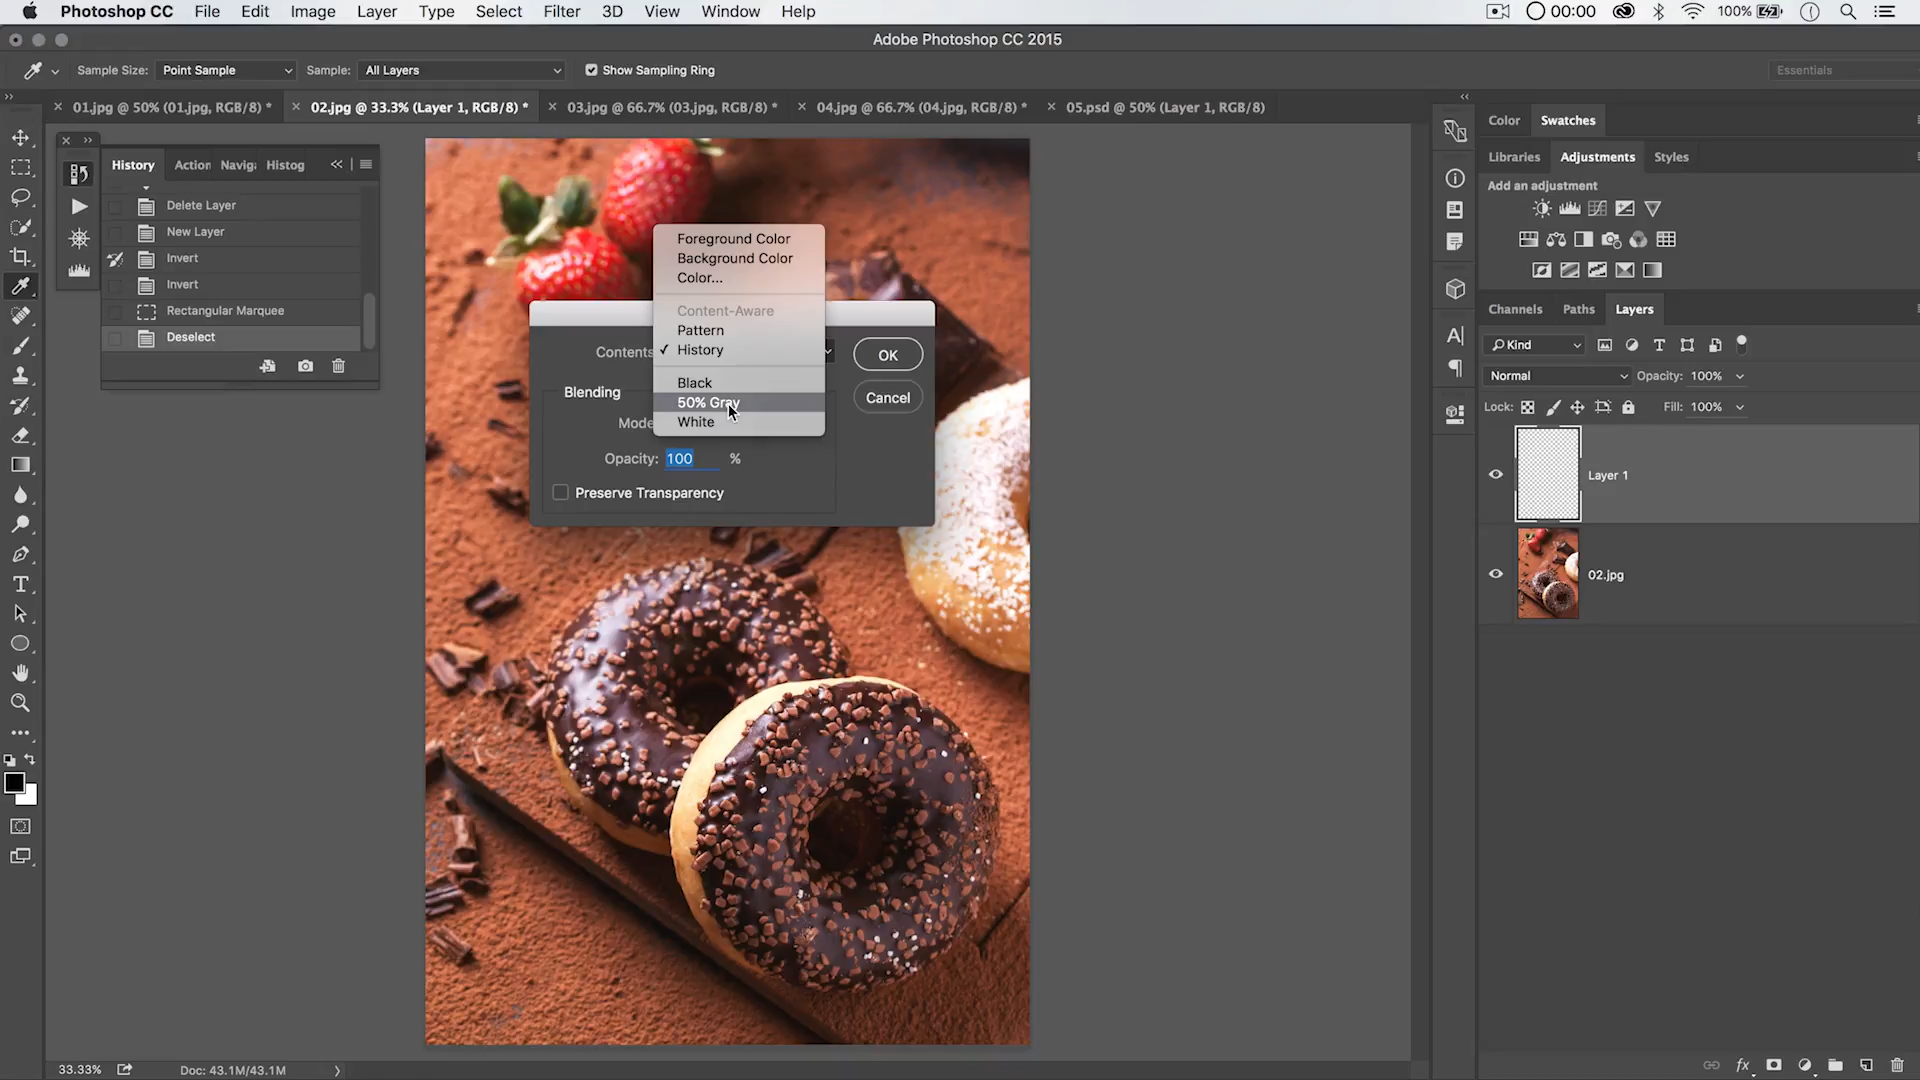 Photoshop CC File Edit Image Layer Type Select Filter 3D View Window Help 00:00 100%
Adobe Photoshop CC 2015
Sample Size: Point Sample Sample: All Layers Show Sampling Ring Essentials
01.jpg @ 50% (01.jpg, RGB/8) * 02.jpg @ 33.3% (Layer 1, RGB/8) * 03.jpg @ 66.7% (03.jpg, RGB/8) * 04.jpg @ 66.7% (04.jpg, RGB/8) * 05.psd @ 50% (Layer 1, RGB/8)
History Action Navig Histog
Delete Layer
New Layer
Invert
Invert
Rectangular Marquee
Deselect
Foreground Color
Background Color
Color...
Content-Aware
Pattern
✓ History
Black
50% Gray
White
Contents
OK
Blending
Cancel
Mode
Opacity: 100 %
Preserve Transparency
Color Swatches
Libraries Adjustments Styles
Add an adjustment
Channels Paths Layers
Kind
Normal Opacity: 100%
Lock: Fill: 100%
Layer 1
02.jpg
33.33% Doc: 43.1M/43.1M